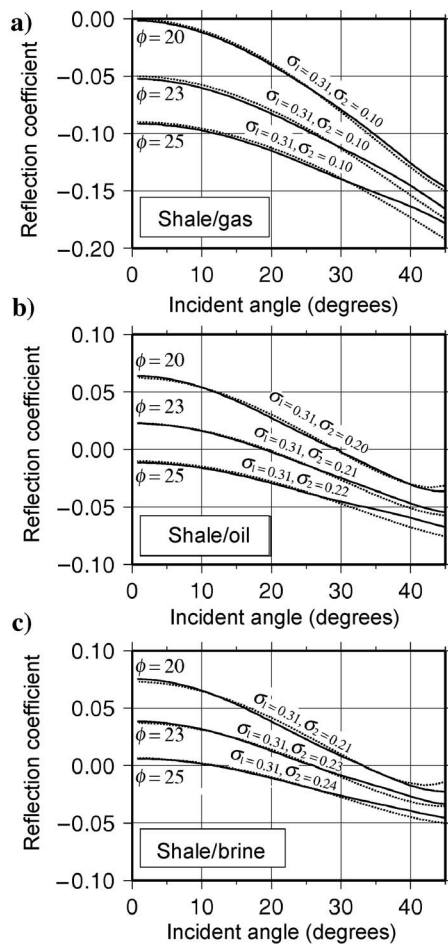 a)
Reflection coefficient
0.00
−0.05
−0.10
−0.15
−0.20
ϕ=20
ϕ=23
ϕ=25
σ1=0.31, σ2=0.10
σ1=0.31, σ2=0.10
σ1=0.31, σ2=0.10
Shale/gas
0 10 20 30 40
Incident angle (degrees)
b)
Reflection coefficient
0.10
0.05
0.00
−0.05
−0.10
ϕ=20
ϕ=23
ϕ=25
σ1=0.31, σ2=0.20
σ1=0.31, σ2=0.21
σ1=0.31, σ2=0.22
Shale/oil
0 10 20 30 40
Incident angle (degrees)
c)
Reflection coefficient
0.10
0.05
0.00
−0.05
−0.10
ϕ=20
ϕ=23
ϕ=25
σ1=0.31, σ2=0.21
σ1=0.31, σ2=0.23
σ1=0.31, σ2=0.24
Shale/brine
0 10 20 30 40
Incident angle (degrees)